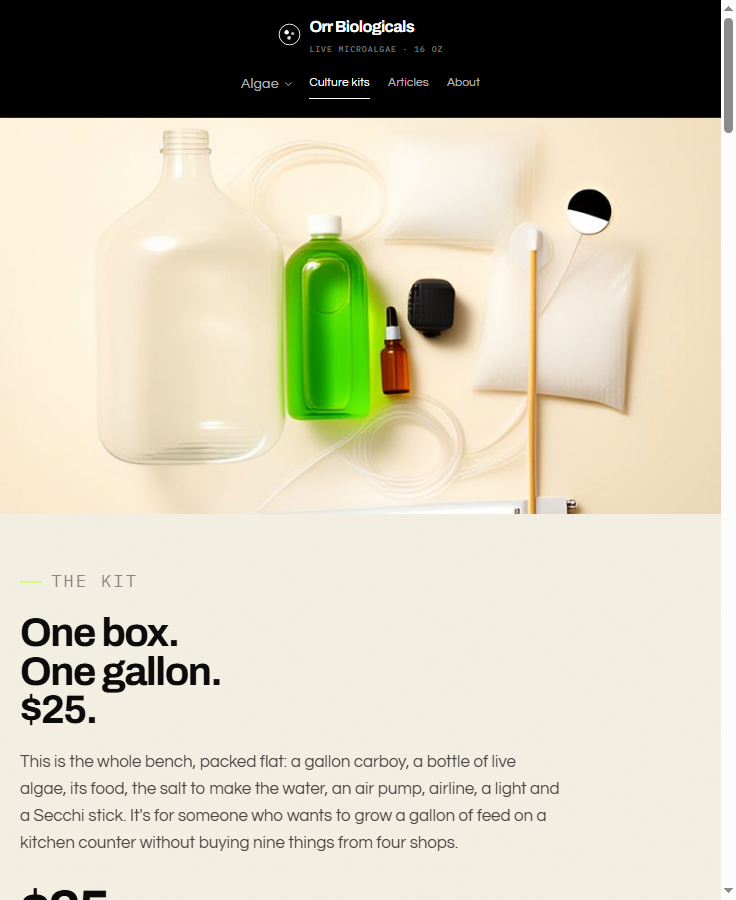 Orr Biologicals
LIVE MICROALGAE · 16 OZ
Algae
Culture kits
Articles
About
THE KIT
One box.
One gallon.
$25.
This is the whole bench, packed flat: a gallon carboy, a bottle of live
algae, its food, the salt to make the water, an air pump, airline, a light and
a Secchi stick. It's for someone who wants to grow a gallon of feed on a
kitchen counter without buying nine things from four shops.
$25